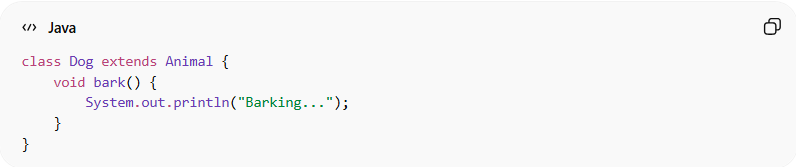 </> Java
class Dog extends Animal {
    void bark() {
        System.out.println("Barking...");
    }
}